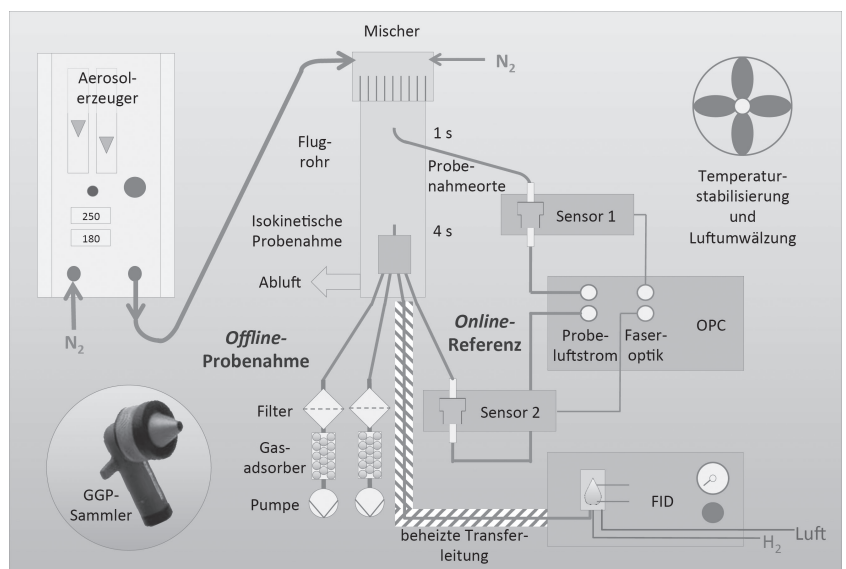 Mischer
N₂
Aerosol-
erzeuger
250
180
N₂
Flug-
rohr
1 s
Probe-
nahmeorte
Isokinetische
Probenahme
4 s
Abluft
Sensor 1
Temperatur-
stabilisierung
und
Luftumwälzung
Offline-
Probenahme
Online-
Referenz
Probe-
luftstrom
Faser-
optik
OPC
Filter
Sensor 2
Gas-
adsorber
Pumpe
GGP-
Sammler
FID
beheizte Transfer-
leitung
Luft
H₂